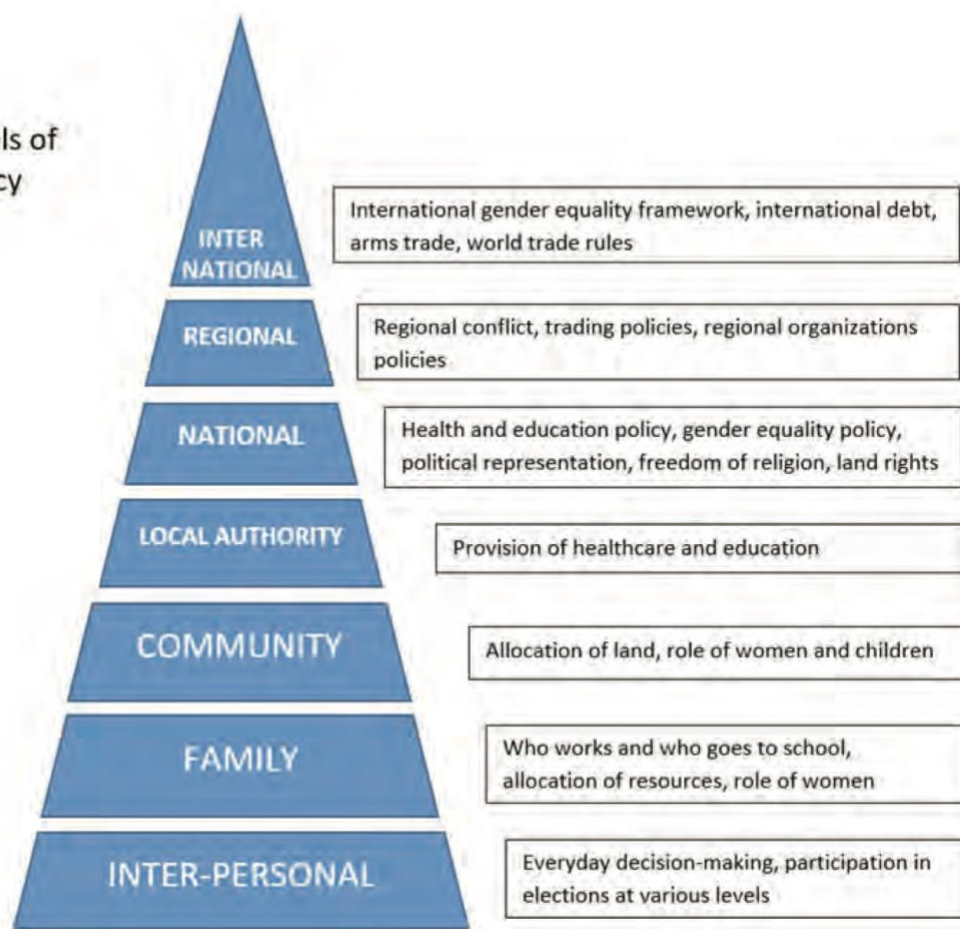 ls of
cy
INTER
NATIONAL
International gender equality framework, international debt,
arms trade, world trade rules
REGIONAL
Regional conflict, trading policies, regional organizations
policies
NATIONAL
Health and education policy, gender equality policy,
political representation, freedom of religion, land rights
LOCAL AUTHORITY
Provision of healthcare and education
COMMUNITY
Allocation of land, role of women and children
FAMILY
Who works and who goes to school,
allocation of resources, role of women
INTER-PERSONAL
Everyday decision-making, participation in
elections at various levels